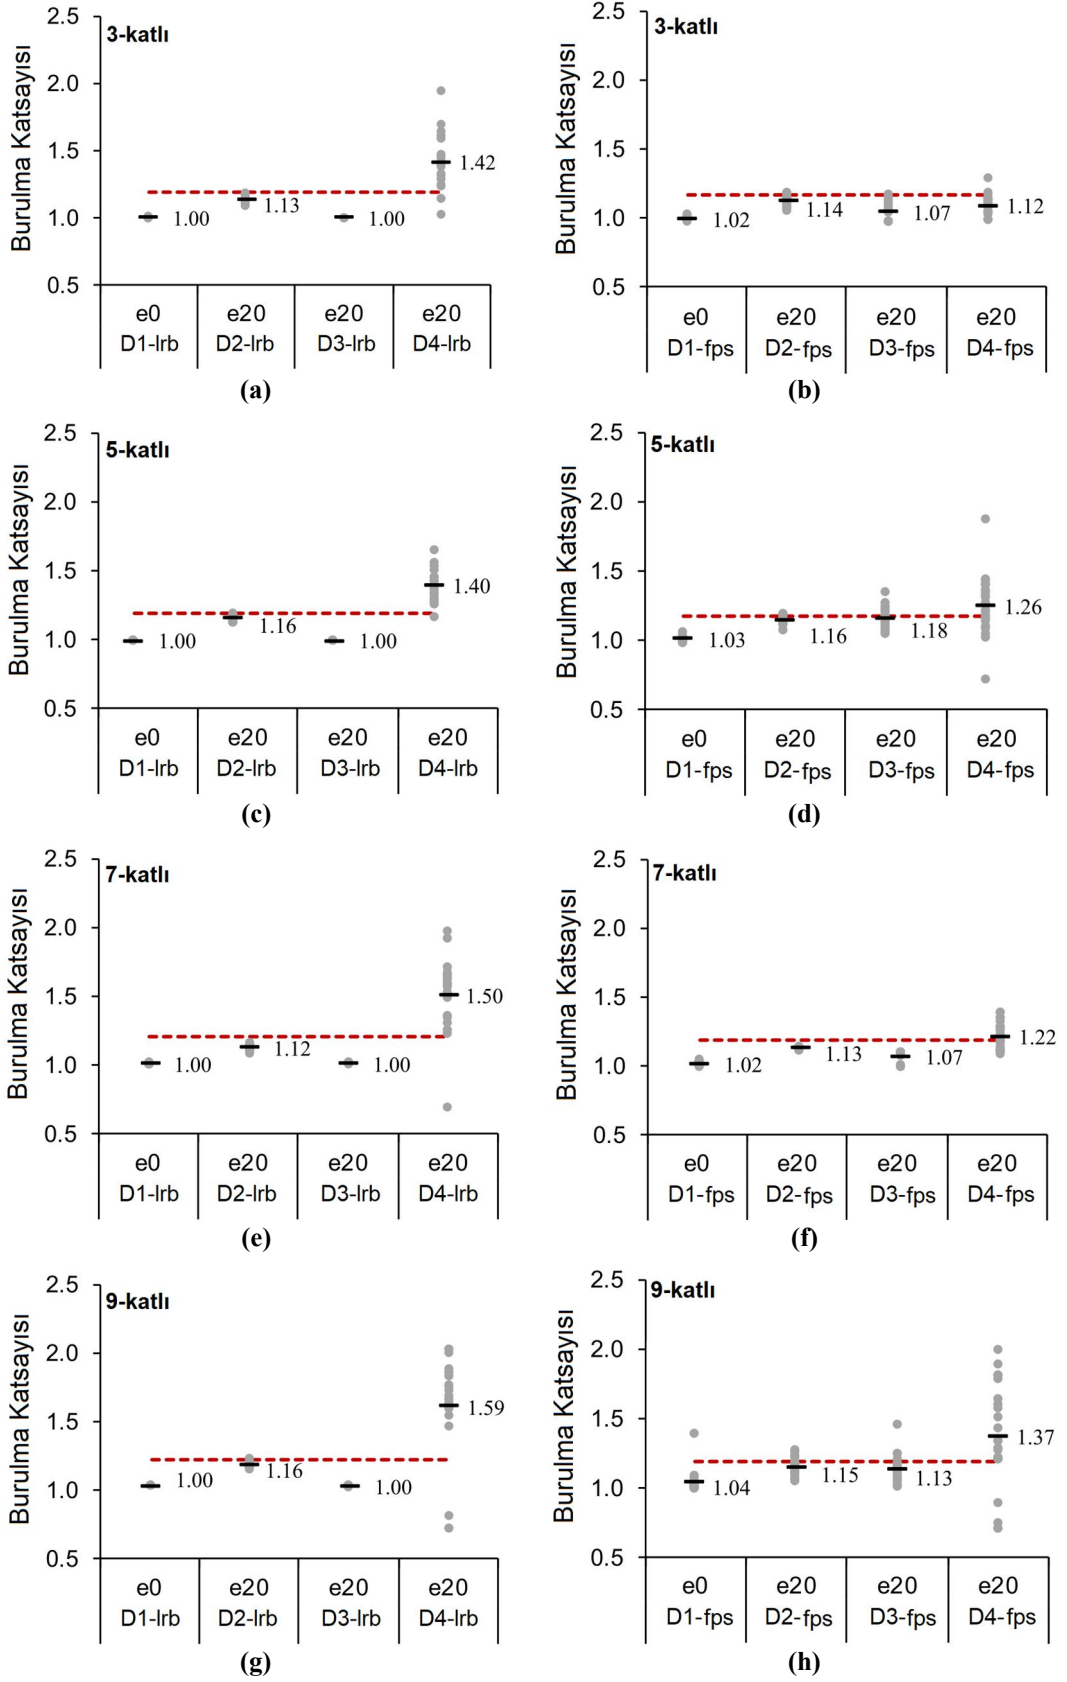 3-katlı
Burulma Katsayısı
2.5
2.0
1.5
1.0
0.5
1.00
1.13
1.00
1.42
e0 e20 e20 e20
D1-lrb D2-lrb D3-lrb D4-lrb
(a)
3-katlı
Burulma Katsayısı
2.5
2.0
1.5
1.0
0.5
1.02
1.14
1.07
1.12
e0 e20 e20 e20
D1-fps D2-fps D3-fps D4-fps
(b)
5-katlı
Burulma Katsayısı
2.5
2.0
1.5
1.0
0.5
1.00
1.16
1.00
1.40
e0 e20 e20 e20
D1-lrb D2-lrb D3-lrb D4-lrb
(c)
5-katlı
Burulma Katsayısı
2.5
2.0
1.5
1.0
0.5
1.03
1.16
1.18
1.26
e0 e20 e20 e20
D1-fps D2-fps D3-fps D4-fps
(d)
7-katlı
Burulma Katsayısı
2.5
2.0
1.5
1.0
0.5
1.00
1.12
1.00
1.50
e0 e20 e20 e20
D1-lrb D2-lrb D3-lrb D4-lrb
(e)
7-katlı
Burulma Katsayısı
2.5
2.0
1.5
1.0
0.5
1.02
1.13
1.07
1.22
e0 e20 e20 e20
D1-fps D2-fps D3-fps D4-fps
(f)
9-katlı
Burulma Katsayısı
2.5
2.0
1.5
1.0
0.5
1.00
1.16
1.00
1.59
e0 e20 e20 e20
D1-lrb D2-lrb D3-lrb D4-lrb
(g)
9-katlı
Burulma Katsayısı
2.5
2.0
1.5
1.0
0.5
1.04
1.15
1.13
1.37
e0 e20 e20 e20
D1-fps D2-fps D3-fps D4-fps
(h)